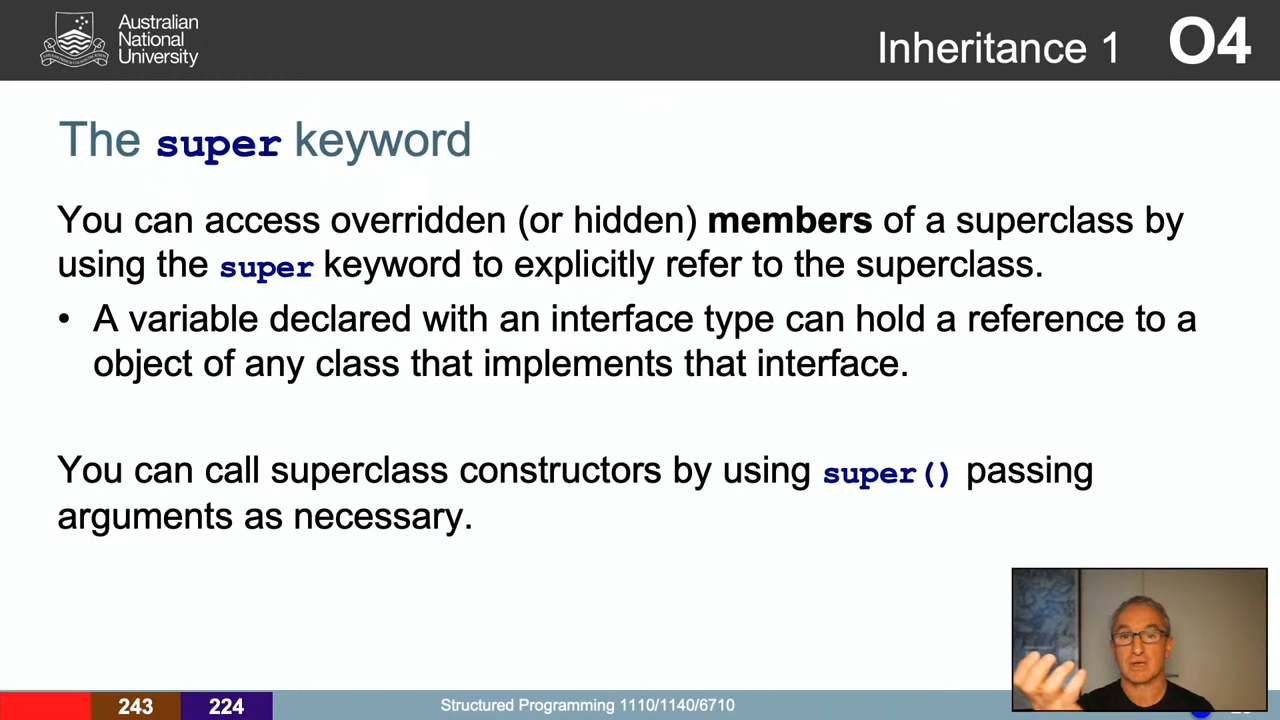 Australian
National
University
Inheritance 1 O4
The super keyword
You can access overridden (or hidden) members of a superclass by
using the super keyword to explicitly refer to the superclass.
• A variable declared with an interface type can hold a reference to a
object of any class that implements that interface.
You can call superclass constructors by using super() passing
arguments as necessary.
243 224 Structured Programming 1110/1140/6710